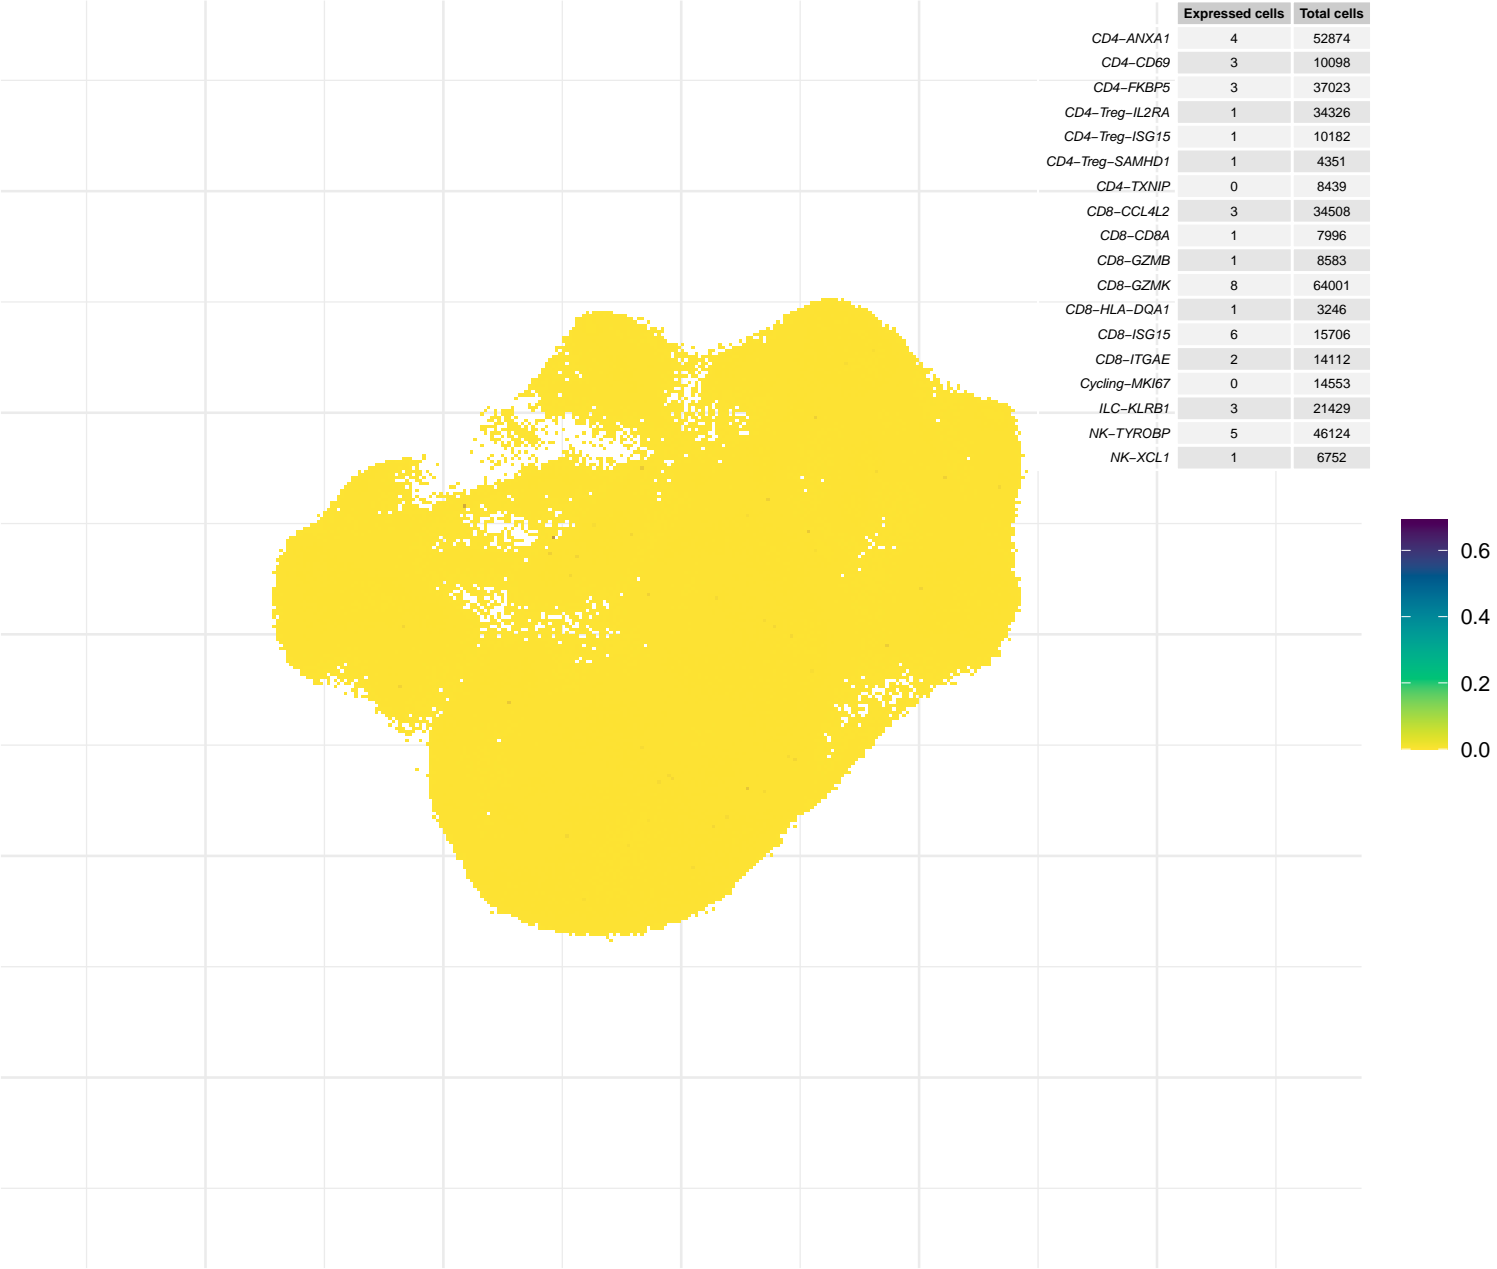 Expressed cells Total cells
CD4−ANXA1 4 52874
CD4−CD69 3 10098
CD4−FKBP5 3 37023
CD4−Treg−IL2RA 1 34326
CD4−Treg−ISG15 1 10182
CD4−Treg−SAMHD1 1 4351
CD4−TXNIP 0 8439
CD8−CCL4L2 3 34508
CD8−CD8A 1 7996
CD8−GZMB 1 8583
CD8−GZMK 8 64001
CD8−HLA−DQA1 1 3246
CD8−ISG15 6 15706
CD8−ITGAE 2 14112
Cycling−MKI67 0 14553
ILC−KLRB1 3 21429
NK−TYROBP 5 46124
NK−XCL1 1 6752
0.6
0.4
0.2
0.0